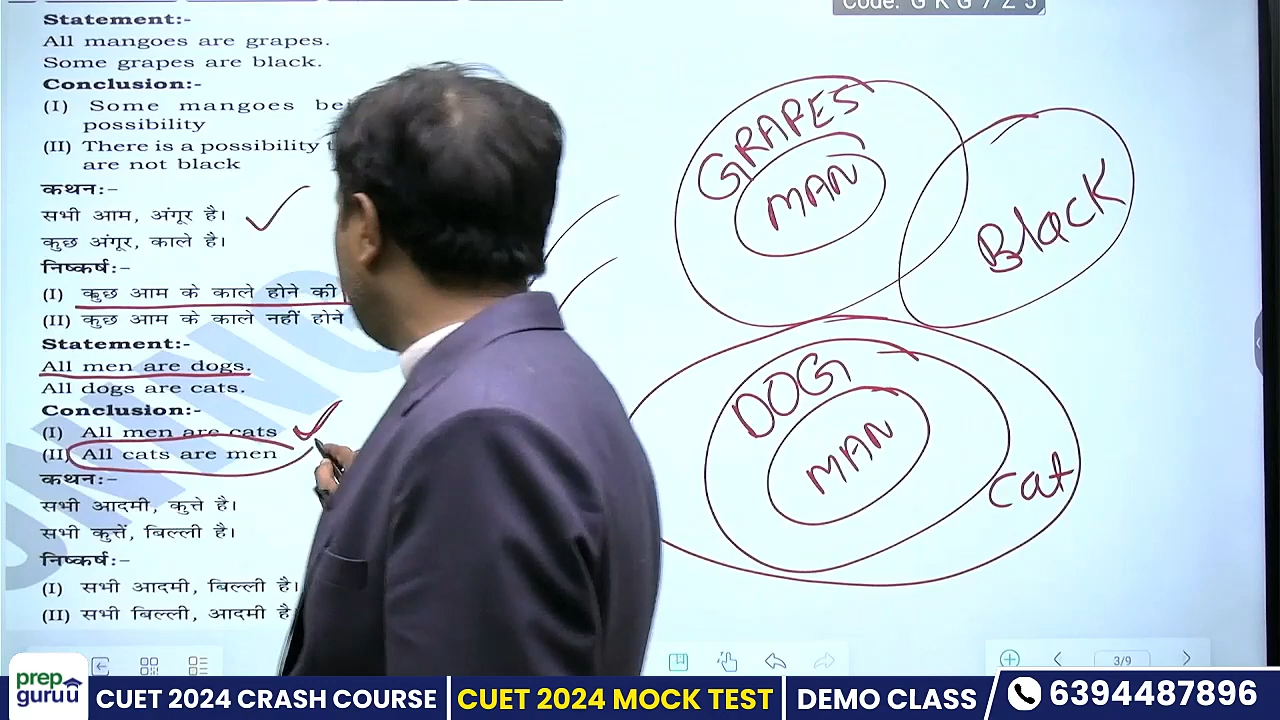 Code: G K G 7 2 5
Statement:-
All mangoes are grapes.
Some grapes are black.
Conclusion:-
(I) Some mangoes be
possibility
(II) There is a possibility
are not black
कथन:-
सभी आम, अंगूर है।
कुछ अंगूर, काले है।
निष्कर्ष:-
(I) कुछ आम के काले होने की
(II) कुछ आम के काले नहीं होने
Statement:-
All men are dogs.
All dogs are cats.
Conclusion:-
(I) All men are cats
(II) All cats are men
कथन:-
सभी आदमी, कुत्ते है।
सभी कुत्तें, बिल्ली है।
निष्कर्ष:-
(I) सभी आदमी, बिल्ली है।
(II) सभी बिल्ली, आदमी है
GRAPES
MAN
Black
DOG
MAN
cat
3/9
prep
guruu
CUET 2024 CRASH COURSE
CUET 2024 MOCK TEST
DEMO CLASS
6394487896